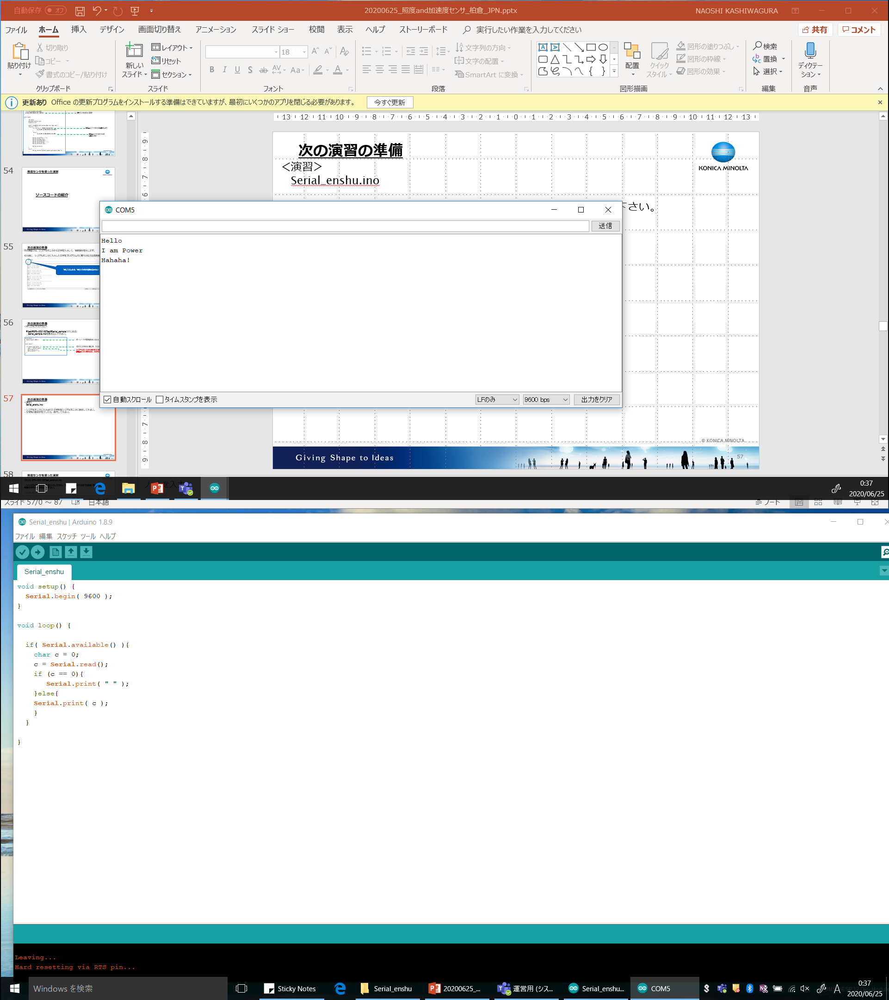 自動保存 オフ
20200625_照度and加速度センサ_柏倉_JPN.pptx
NAOSHI KASHIWAGURA
ファイル ホーム 挿入 デザイン 画面切り替え アニメーション スライド ショー 校閲 表示 ヘルプ ストーリーボード 実行したい作業を入力してください 共有 コメント
貼り付け 切り取り コピー 書式のコピー/貼り付け クリップボード
新しいスライド レイアウト リセット セクション スライド
18 フォント
文字列の方向 文字の配置 SmartArt に変換 段落
配置 クイックスタイル 図形の塗りつぶし 図形の枠線 図形の効果 図形描画
検索 置換 選択 編集
ディクテーション 音声
更新あり Office の更新プログラムをインストールする準備はできていますが、最初にいくつかのアプリを閉じる必要があります。 今すぐ更新
13 12 11 10 9 8 7 6 5 4 3 2 1 0 1 2 3 4 5 6 7 8 9 10 11 12 13
54
照度センサを使った演習
ソースコードの紹介
55
次の演習の準備
56
次の演習の準備
57
次の演習の準備
Serial_enshu.ino
58
照度センサを使った演習
次の演習の準備
<演習>
Serial_enshu.ino
下さい。
KONICA MINOLTA
© KONICA MINOLTA
Giving Shape to Ideas
57
COM5
送信
Hello
I am Power
Hahaha!
自動スクロール タイムスタンプを表示 LFのみ 9600 bps 出力をクリア
0:37
2020/06/25
スライド 57/0 ～ 87 日本語 ノート
Serial_enshu | Arduino 1.8.9
ファイル 編集 スケッチ ツール ヘルプ
Serial_enshu
void setup() {
  Serial.begin( 9600 );
}
void loop() {
  if( Serial.available() ){
    char c = 0;
    c = Serial.read();
    if (c == 0){
       Serial.print( " " );
    }else{
    Serial.print( c );
    }
  }
}
Leaving...
Hard resetting via RTS pin...
Windows を検索 Sticky Notes Serial_enshu 20200625_... 運営用 (シス... Serial_enshu... COM5 A
0:37
2020/06/25